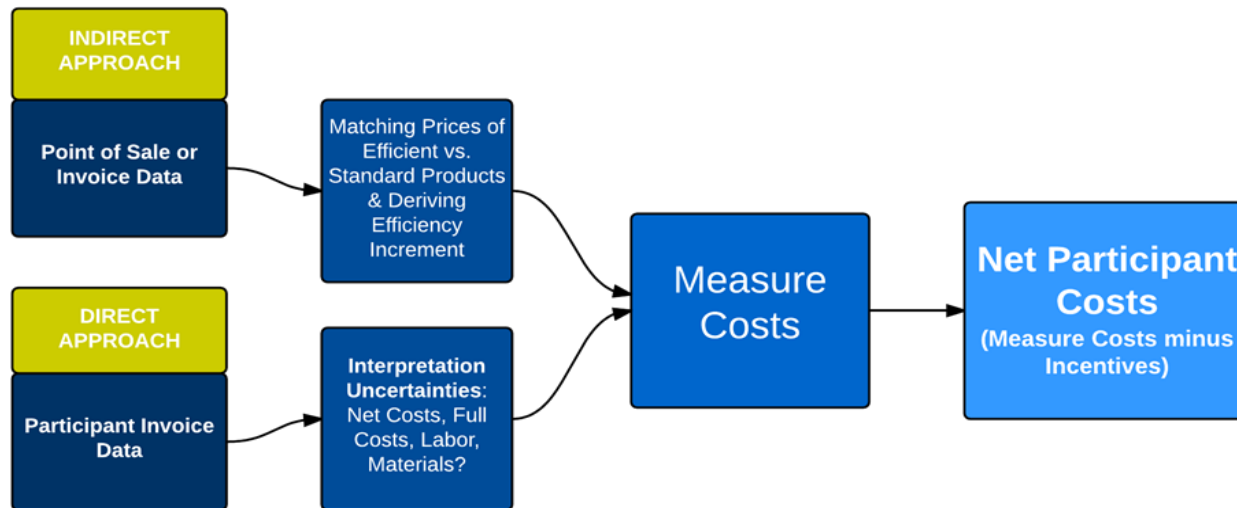 INDIRECT
APPROACH
Point of Sale or
Invoice Data
Matching Prices of
Efficient vs.
Standard Products
& Deriving
Efficiency
Increment
DIRECT
APPROACH
Participant Invoice
Data
Interpretation
Uncertainties:
Net Costs, Full
Costs, Labor,
Materials?
Measure
Costs
Net Participant
Costs
(Measure Costs minus
Incentives)